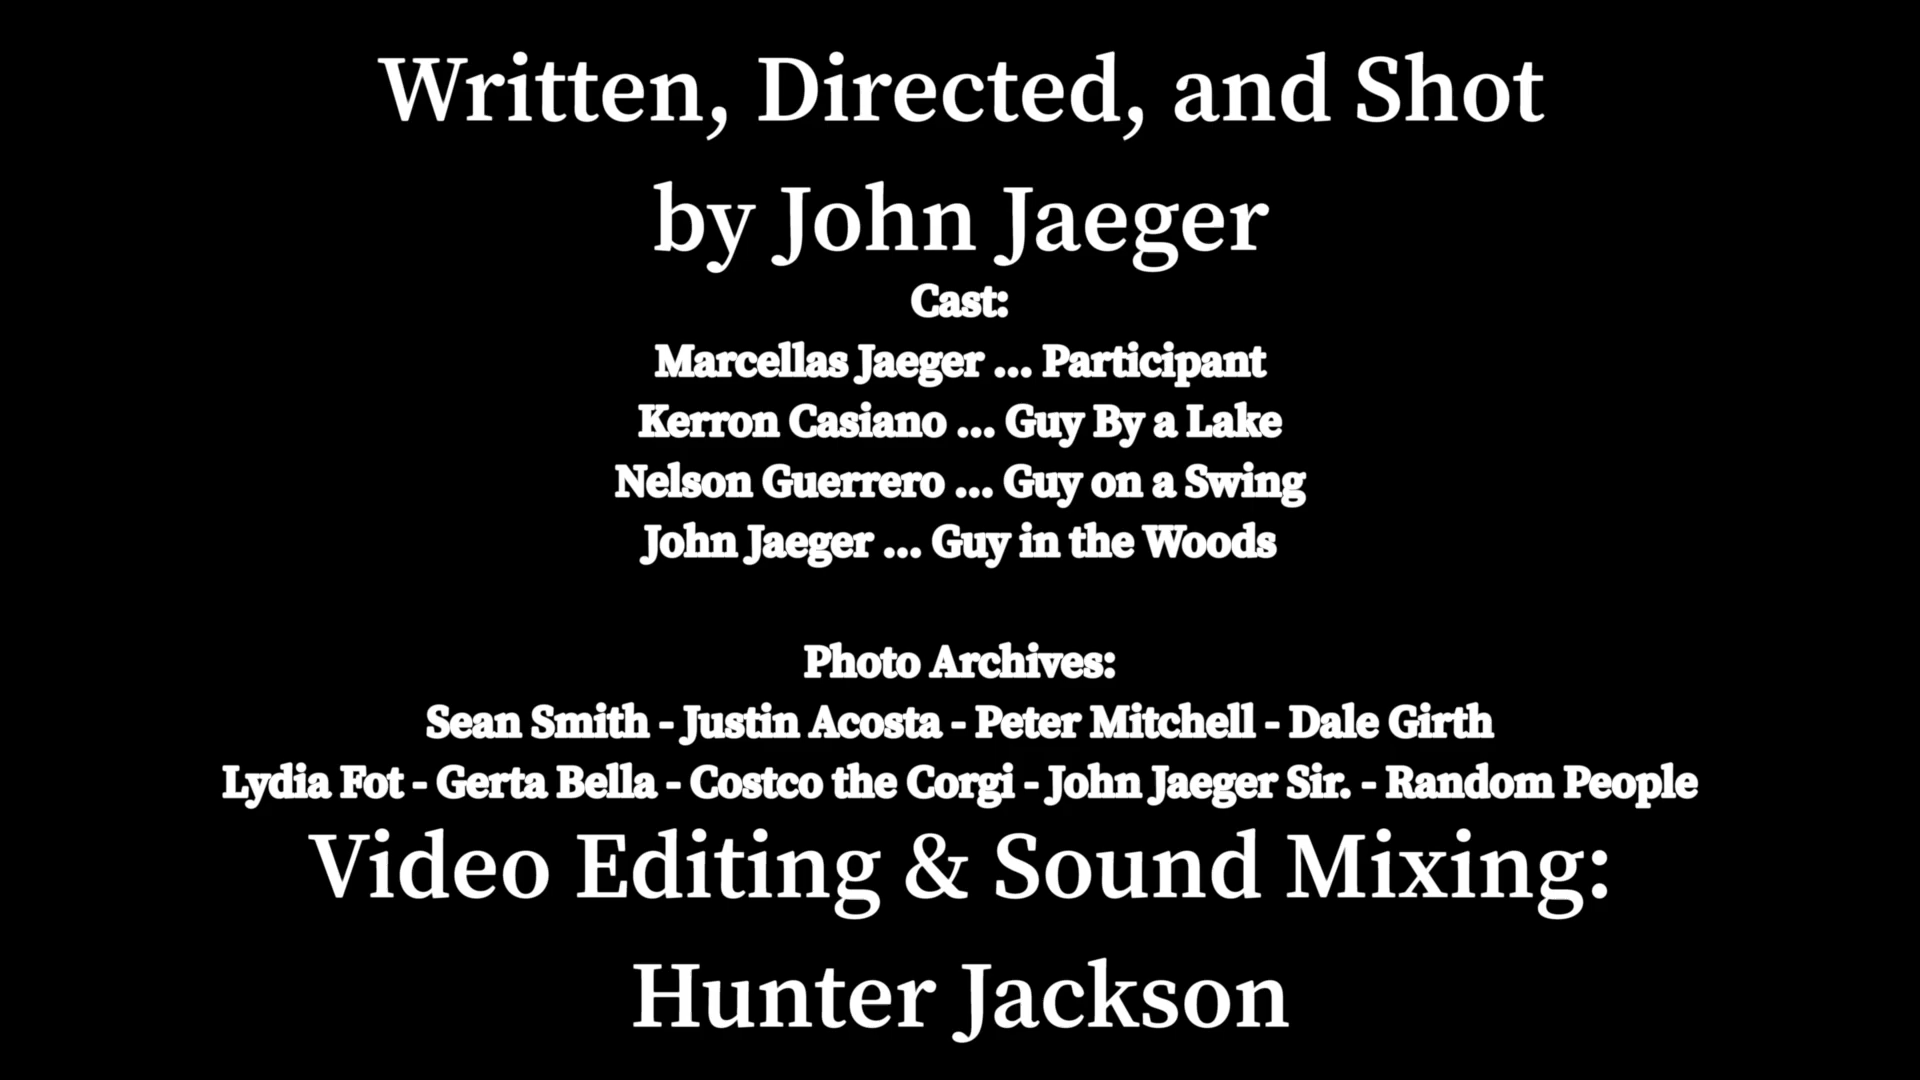 Written, Directed, and Shot
by John Jaeger
Cast:
Marcellas Jaeger ... Participant
Kerron Casiano ... Guy By a Lake
Nelson Guerrero ... Guy on a Swing
John Jaeger ... Guy in the Woods
Photo Archives:
Sean Smith - Justin Acosta - Peter Mitchell - Dale Girth
Lydia Fot - Gerta Bella - Costco the Corgi - John Jaeger Sir. - Random People
Video Editing & Sound Mixing:
Hunter Jackson